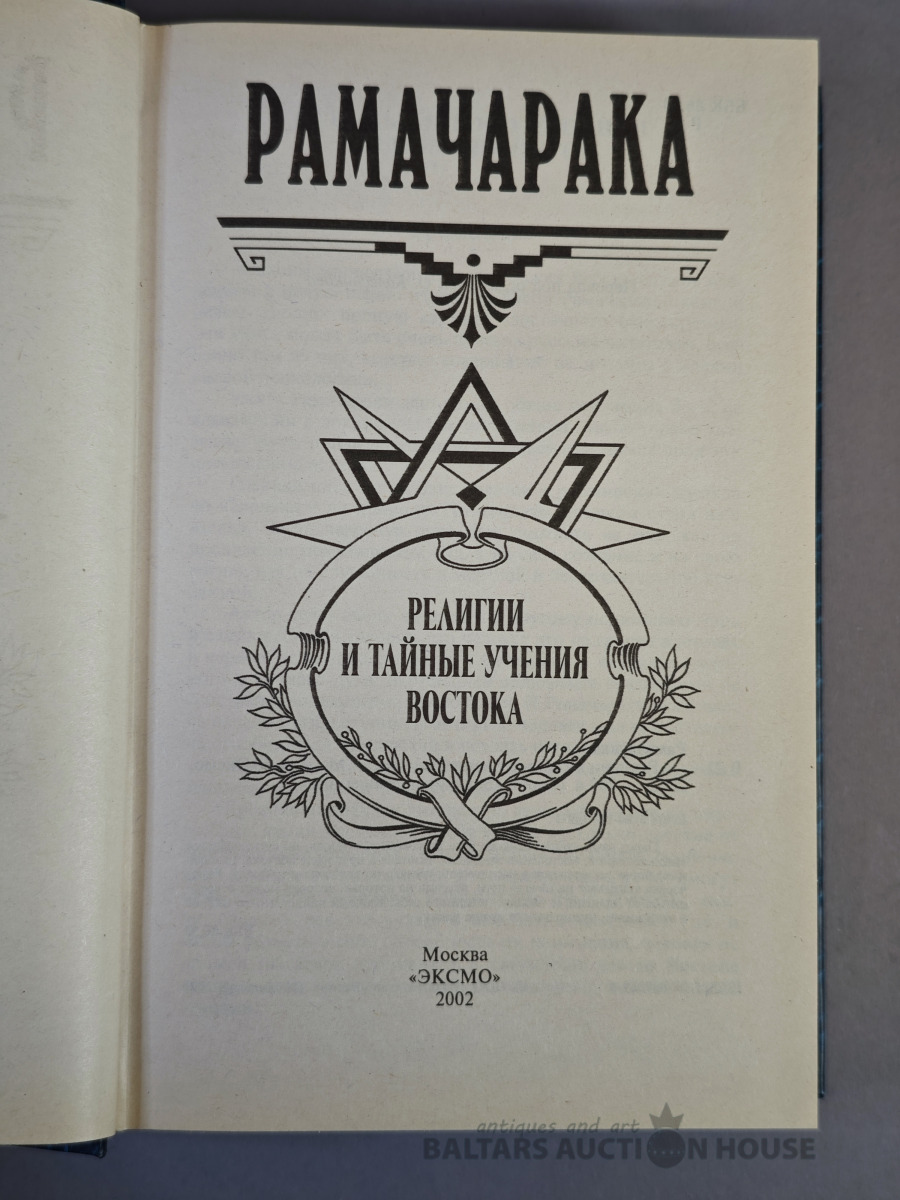 РАМАЧАРАКА
РЕЛИГИИ
И ТАЙНЫЕ УЧЕНИЯ
ВОСТОКА
Москва
«ЭКСМО»
2002
antiques and art
BALTARS AUCTION HOUSE